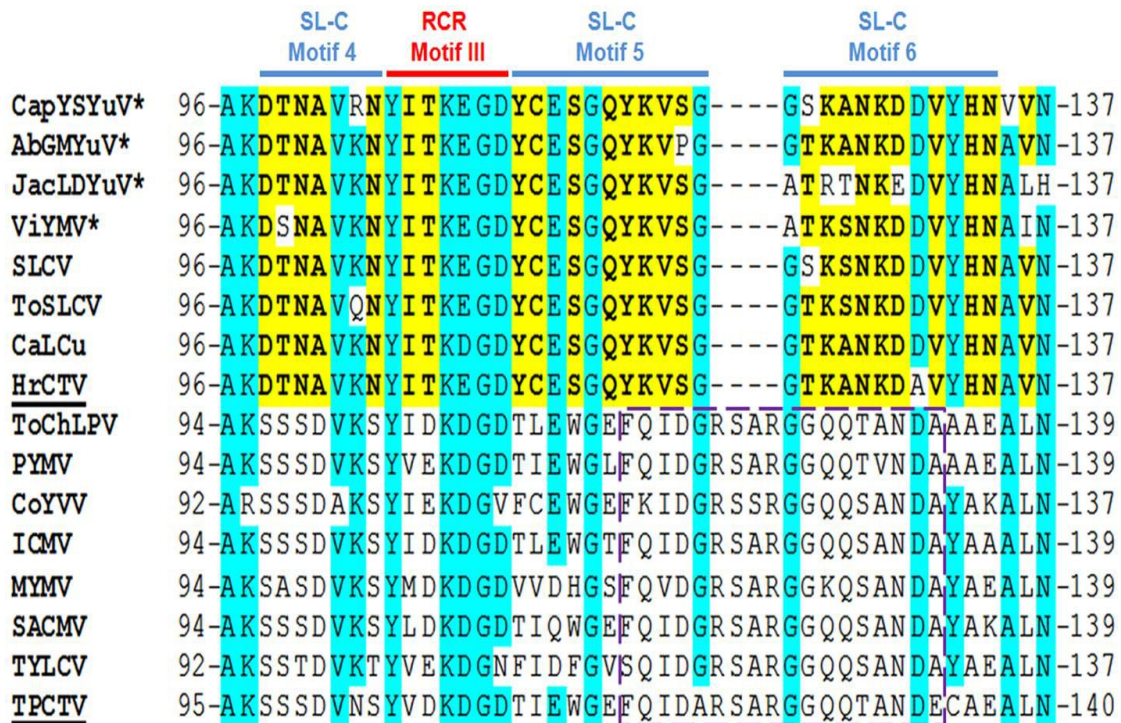 SL-C RCR SL-C SL-C
Motif 4 Motif III Motif 5 Motif 6
CapYSYuV* 96-AKDTNAVRNYITKEGDYCESGQYKVSG----GSKANKDDVYHNVVN-137
AbGMYuV* 96-AKDTNAVKNYITKEGDYCESGQYKVPG----GTKANKDDVYHNAVN-137
JacLDYuV* 96-AKDTNAVKNYITKEGDYCESGQYKVSG----ATRTNKEDVYHNALH-137
ViYMV* 96-AKDSNAVKNYITKEGDYCESGQYKVSG----ATKSNKDDVYHNAIN-137
SLCV 96-AKDTNAVKNYITKEGDYCESGQYKVSG----GSKSNKDDVYHNAVN-137
ToSLCV 96-AKDTNAVQNYITKEGDYCESGQYKVSG----GTKSNKDDVYHNAVN-137
CaLCu 96-AKDTNAVKNYITKDGDYCESGQYKVSG----GTKANKDDVYHNAVN-137
HrCTV 96-AKDTNAVKNYITKDGDYCESGQYKVSG----GTKANKDAVYHNAVN-137
ToChLPV 94-AKSSSDVKSYIDKDGDTLEWGEFQIDGRSARGGQQTANDAAAEALN-139
PYMV 94-AKSSSDVKSYVEKDGDTIEWGLFQIDGRSARGGQQTVNDAAAEALN-139
CoYVV 92-ARSSSDAKSYIEKDGVFCEWGEFKIDGRSSRGGQQSANDAYAKALN-137
ICMV 94-AKSSSDVKSYIDKDGDTLEWGTFQIDGRSARGGQQSANDAYAAALN-139
MYMV 94-AKSASDVKSYMDKDGDVVDHGSFQVDGRSARGGKQSANDAYAEALN-139
SACMV 94-AKSSSDVKSYLDKDGDTIQWGEFQIDGRSARGGQQSANDAYAKALN-139
TYLCV 92-AKSSTDVKTYVEKDGNFIDFGVSQIDGRSARGGQQSANDAYAEALN-137
TPCTV 95-AKSSSDVNSYVDKDGDTIEWGEFQIDARSARGGQQTANDECAEALN-140